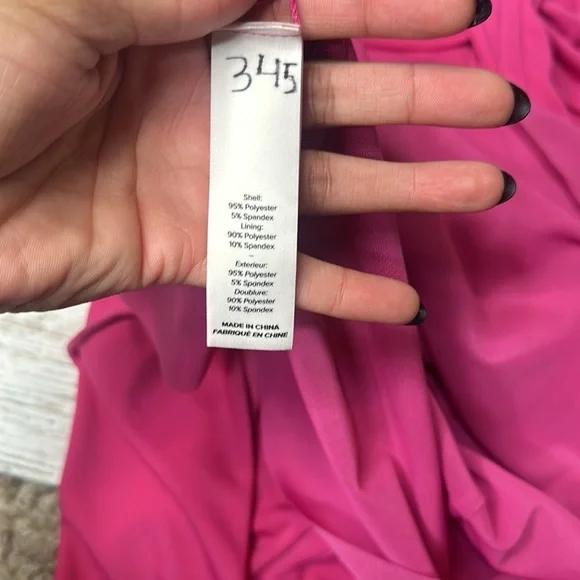 345
Shell:
95% Polyester
5% Spandex
Lining:
90% Polyester
10% Spandex
–
Exterieur:
95% Polyester
5% Spandex
Doublure:
90% Polyester
10% Spandex
MADE IN CHINA
FABRIQUÉ EN CHINE